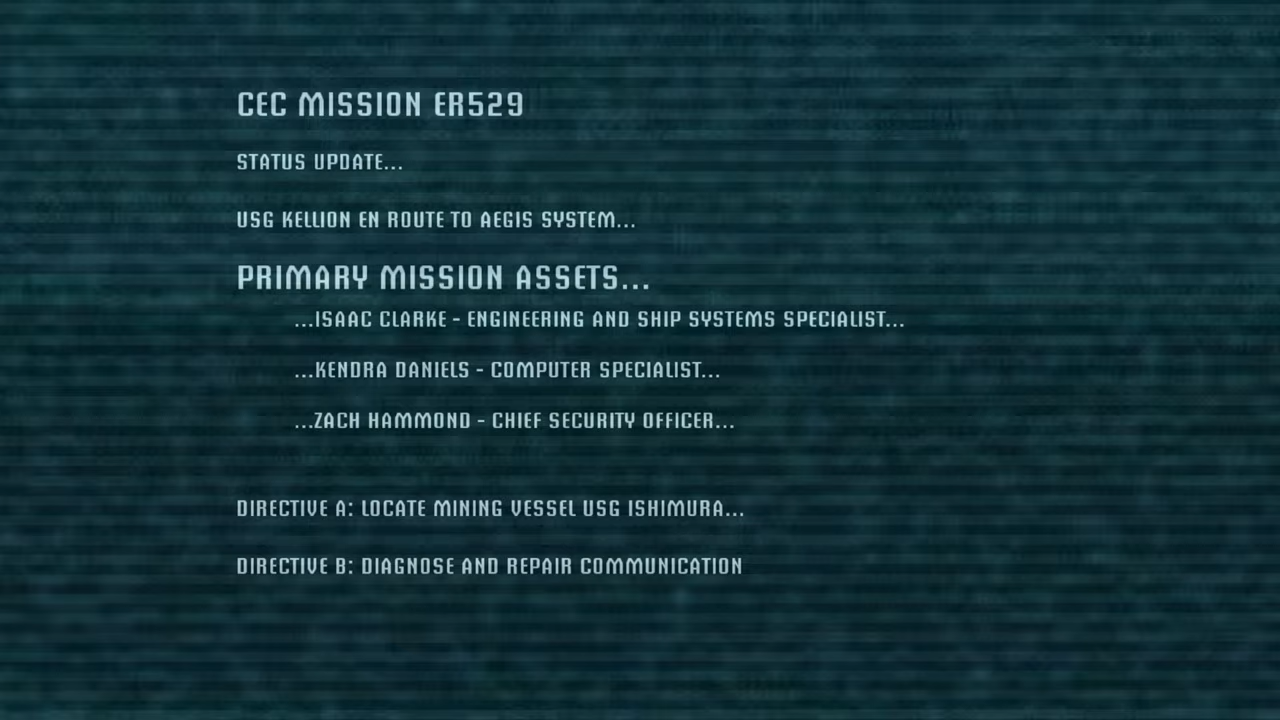 CEC MISSION ER529
STATUS UPDATE...
USG KELLION EN ROUTE TO AEGIS SYSTEM...
PRIMARY MISSION ASSETS...
...ISAAC CLARKE - ENGINEERING AND SHIP SYSTEMS SPECIALIST...
...KENDRA DANIELS - COMPUTER SPECIALIST...
...ZACH HAMMOND - CHIEF SECURITY OFFICER...
DIRECTIVE A: LOCATE MINING VESSEL USG ISHIMURA...
DIRECTIVE B: DIAGNOSE AND REPAIR COMMUNICATION